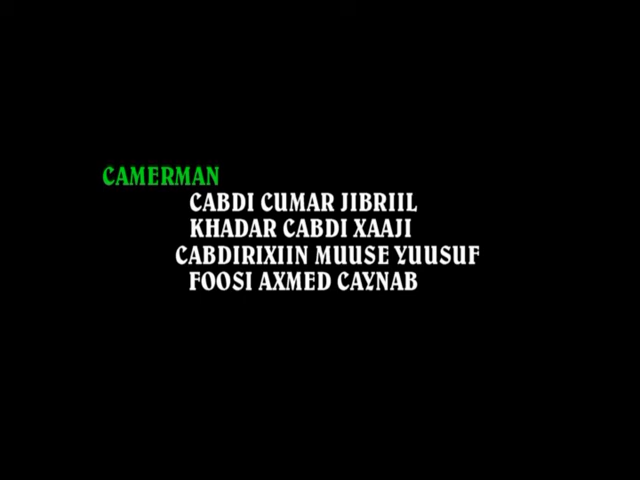 CAMERMAN
CABDI CUMAR JIBRIIL
KHADAR CABDI XAAJI
CABDIRIXIIN MUUSE YUUSUF
FOOSI AXMED CAYNAB